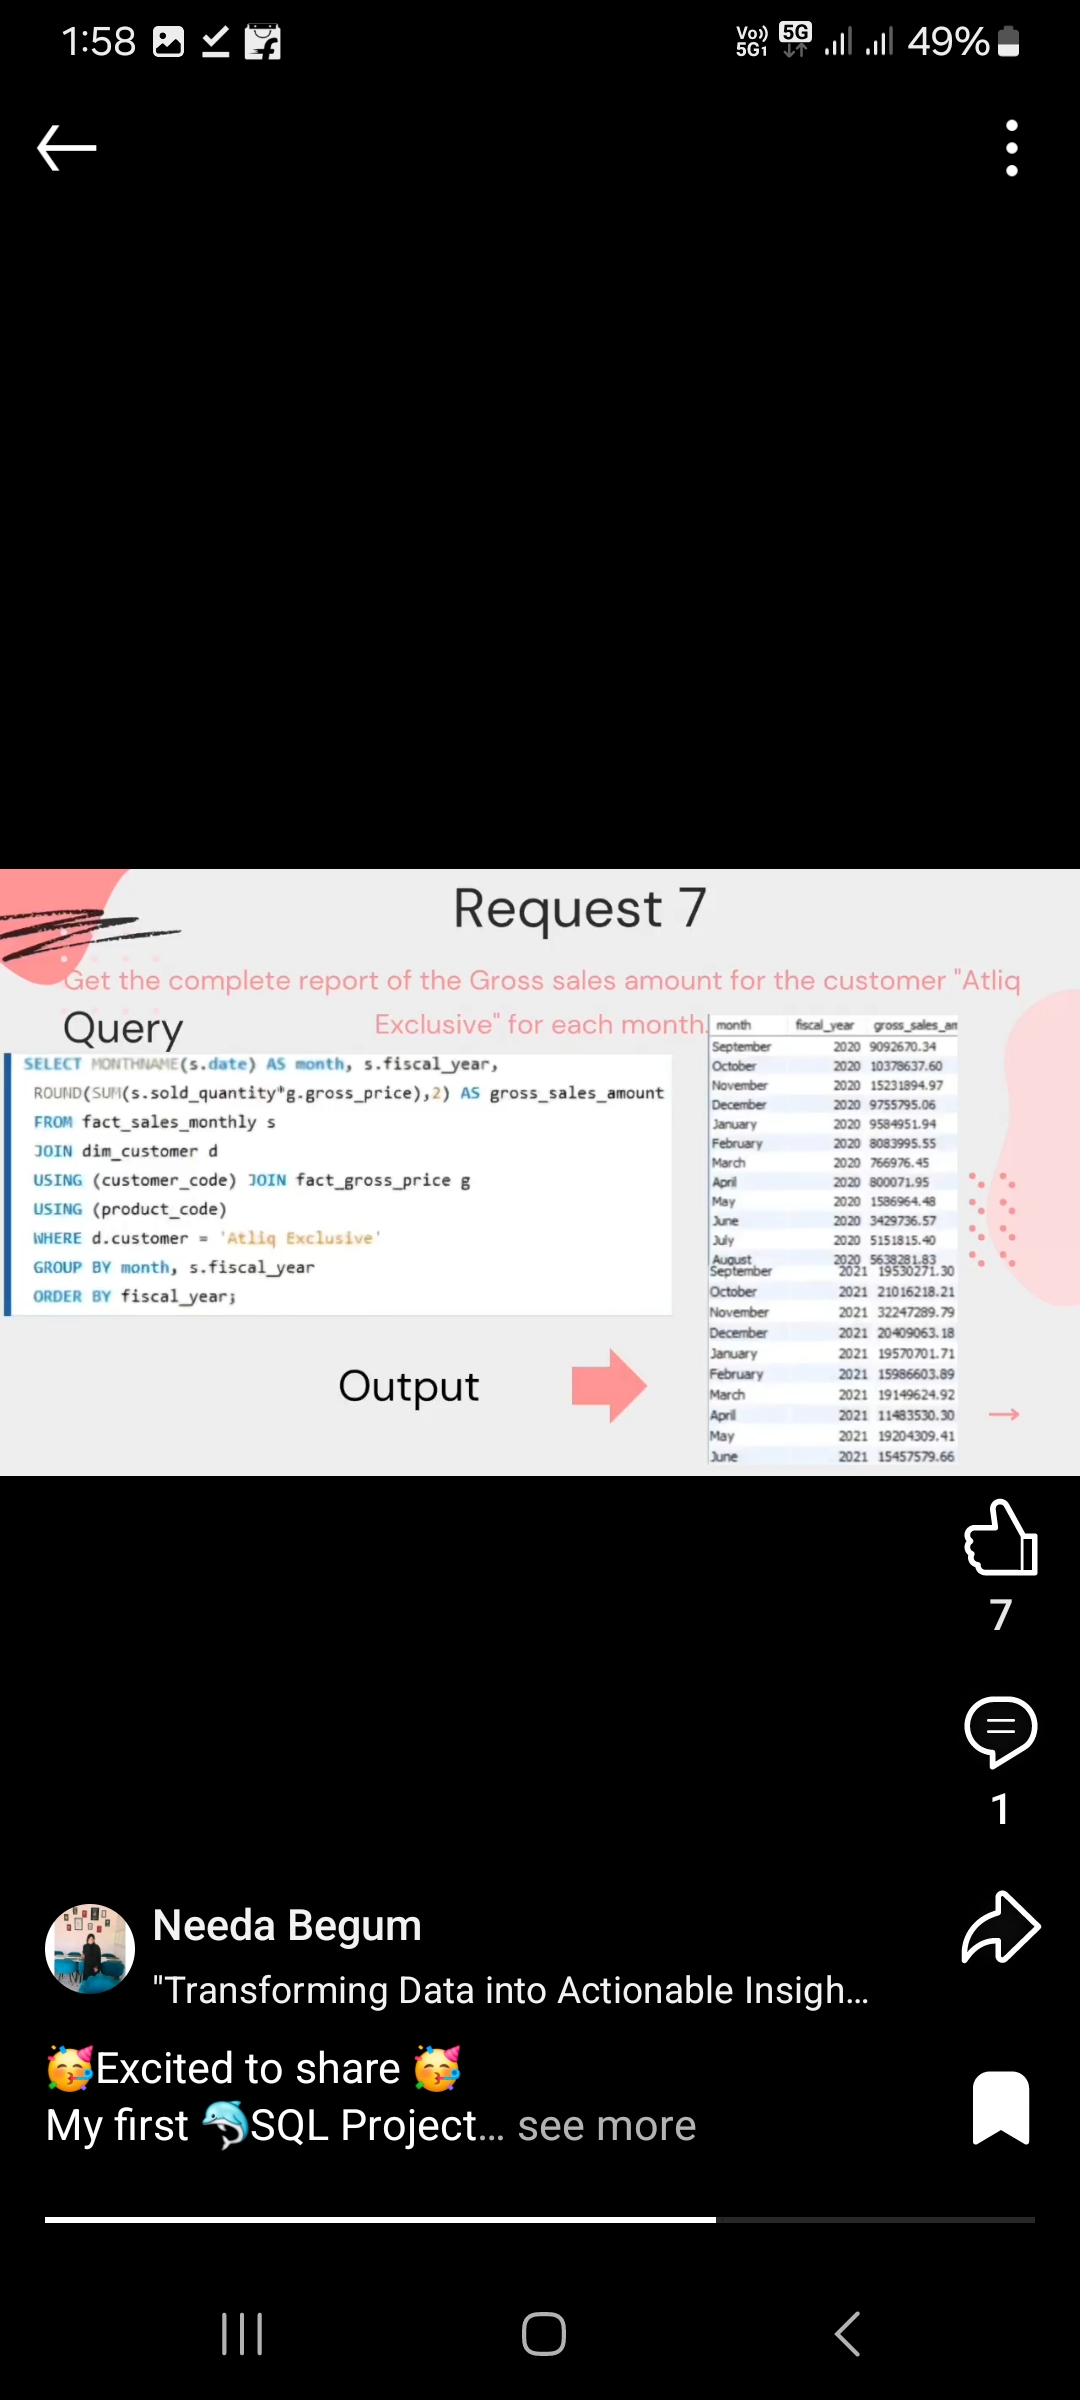 1:58
Vo)) 5G 49%
5G1
Request 7
Get the complete report of the Gross sales amount for the customer "Atliq
Exclusive" for each month.
Query
SELECT MONTHNAME(s.date) AS month, s.fiscal_year,
ROUND(SUM(s.sold_quantity*g.gross_price),2) AS gross_sales_amount
FROM fact_sales_monthly s
JOIN dim_customer d
USING (customer_code) JOIN fact_gross_price g
USING (product_code)
WHERE d.customer = 'Atliq Exclusive'
GROUP BY month, s.fiscal_year
ORDER BY fiscal_year;
Output
month fiscal_year gross_sales_am
September 2020 9092670.34
October 2020 10378637.60
November 2020 15231894.97
December 2020 9755795.06
January 2020 9584951.94
February 2020 8083995.55
March 2020 766976.45
April 2020 800071.95
May 2020 1586964.48
June 2020 3429736.57
July 2020 5151815.40
August 2020 5638281.83
September 2021 19530271.30
October 2021 21016218.21
November 2021 32247289.79
December 2021 20409063.18
January 2021 19570701.71
February 2021 15986603.89
March 2021 19149624.92
April 2021 11483530.30
May 2021 19204309.41
June 2021 15457579.66
7
1
Needa Begum
"Transforming Data into Actionable Insigh...
🥳Excited to share 🥳
My first 🐬SQL Project... see more